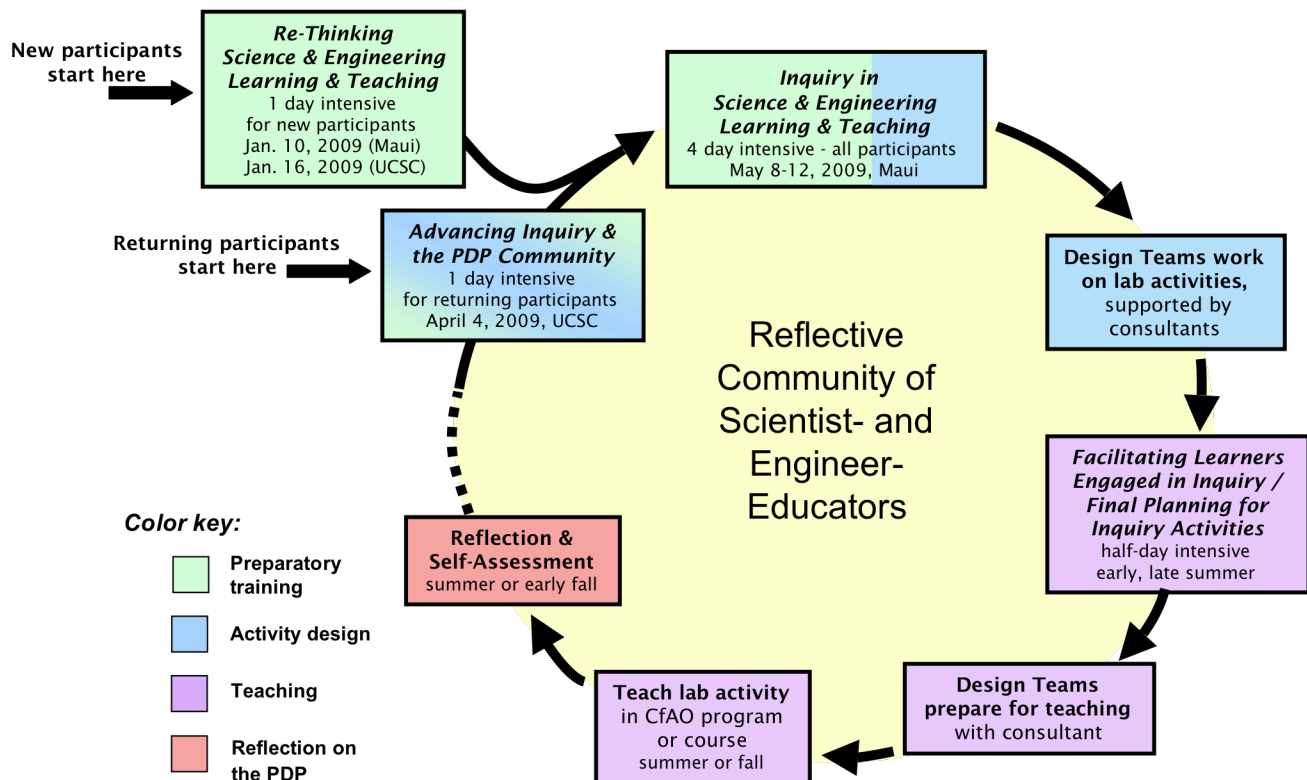 New participants
start here
Re-Thinking
Science & Engineering
Learning & Teaching
1 day intensive
for new participants
Jan. 10, 2009 (Maui)
Jan. 16, 2009 (UCSC)
Inquiry in
Science & Engineering
Learning & Teaching
4 day intensive - all participants
May 8-12, 2009, Maui
Returning participants
start here
Advancing Inquiry &
the PDP Community
1 day intensive
for returning participants
April 4, 2009, UCSC
Design Teams work
on lab activities,
supported by
consultants
Reflective
Community of
Scientist- and
Engineer-
Educators
Facilitating Learners
Engaged in Inquiry /
Final Planning for
Inquiry Activities
half-day intensive
early, late summer
Design Teams
prepare for teaching
with consultant
Teach lab activity
in CfAO program
or course
summer or fall
Reflection &
Self-Assessment
summer or early fall
Color key:
Preparatory
training
Activity design
Teaching
Reflection on
the PDP